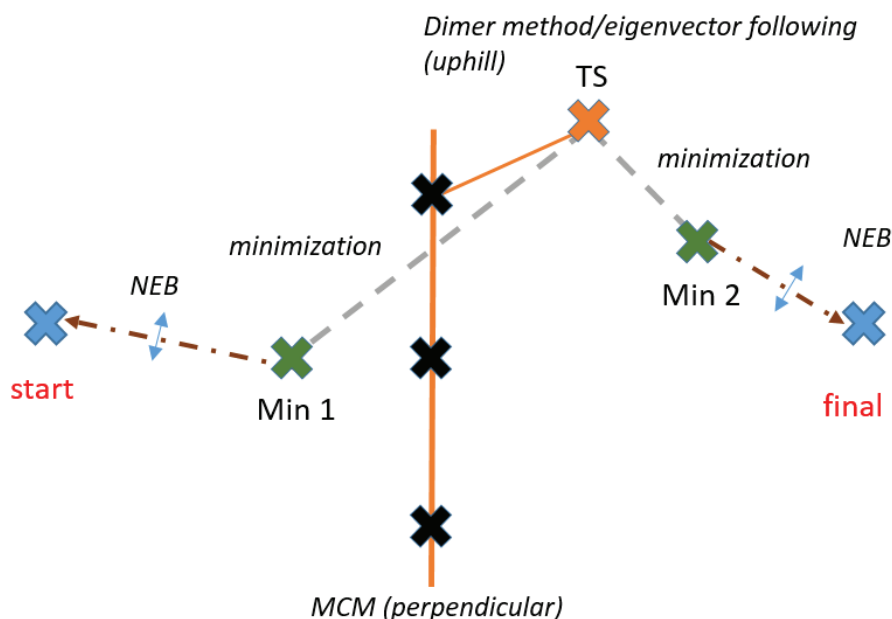 Dimer method/eigenvector following
(uphill)
TS
minimization
minimization
NEB
NEB
Min 2
start
Min 1
final
MCM (perpendicular)